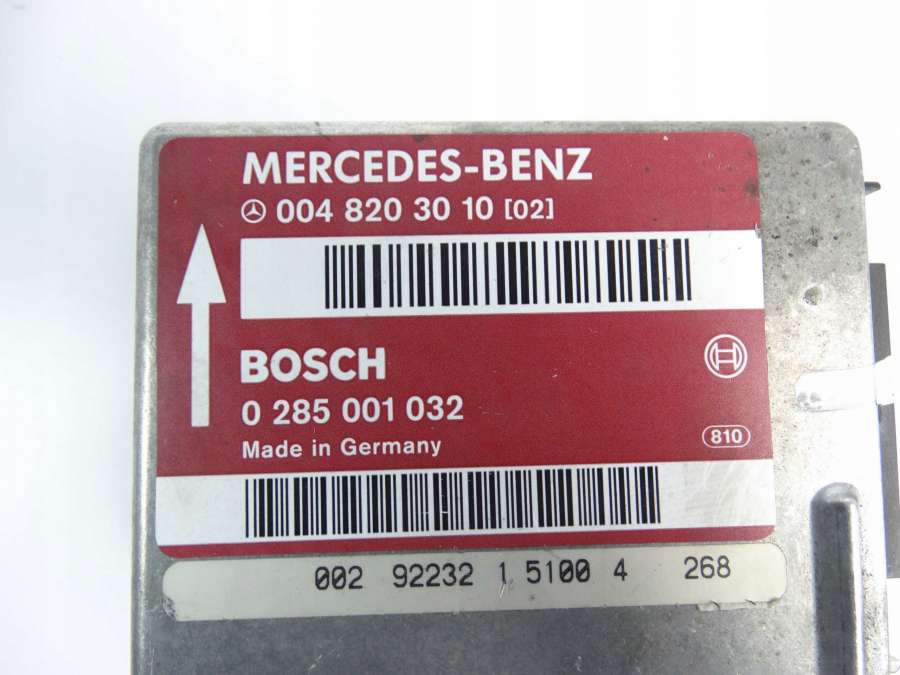 MERCEDES-BENZ
004 820 30 10 [02]
BOSCH
0 285 001 032
Made in Germany
810
002 92232 1 5100 4 268